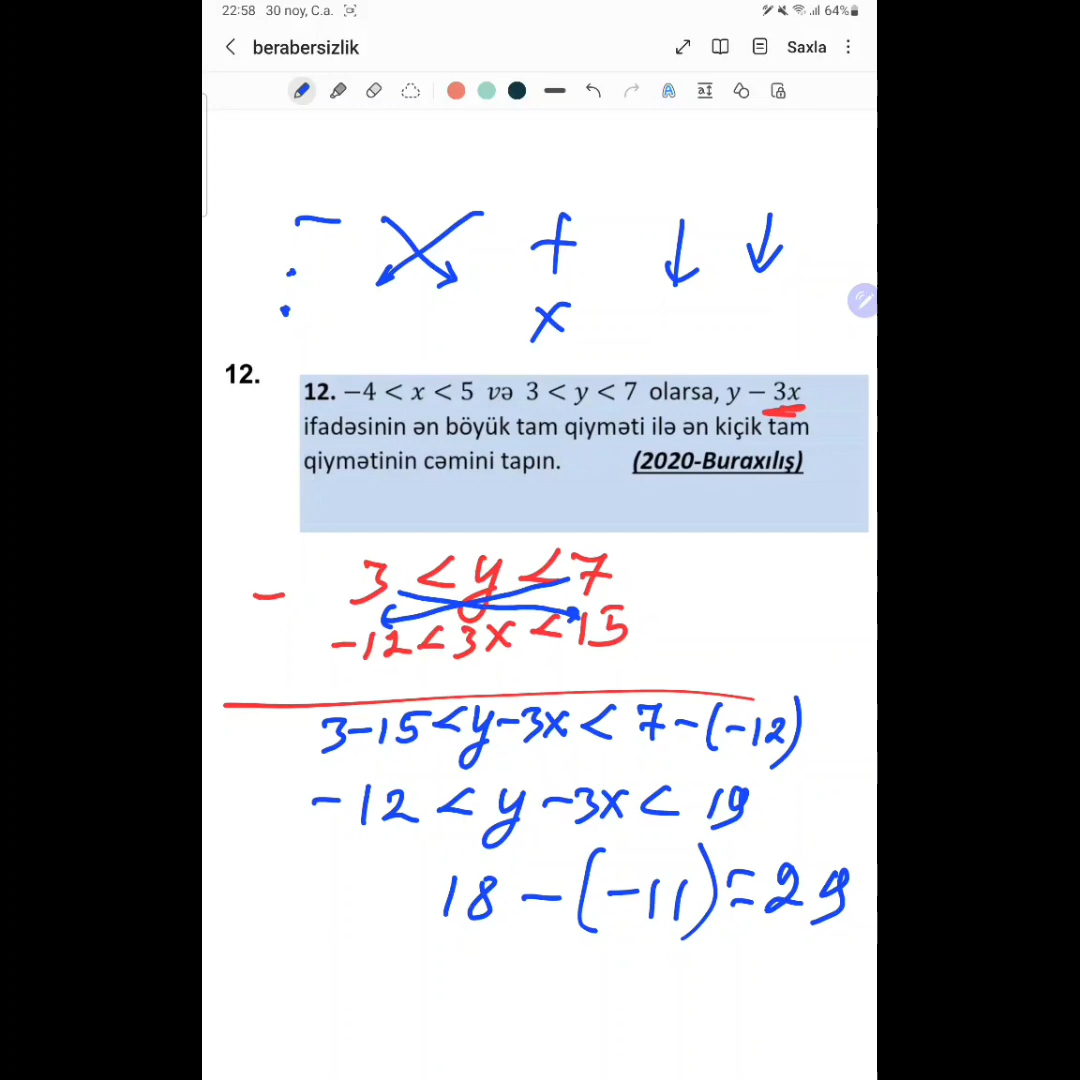 22:58 30 noy, C.a. 64%
berabersizlik Saxla
− × + ↓ ↓
: x
12.
12. −4 < x < 5 və 3 < y < 7 olarsa, y − 3x
ifadəsinin ən böyük tam qiyməti ilə ən kiçik tam
qiymətinin cəmini tapın. (2020-Buraxılış)
− 3 < y < 7
−12 < 3x < 15
3−15 < y−3x < 7−(−12)
−12 < y −3x < 19
18 − (−11) = 29